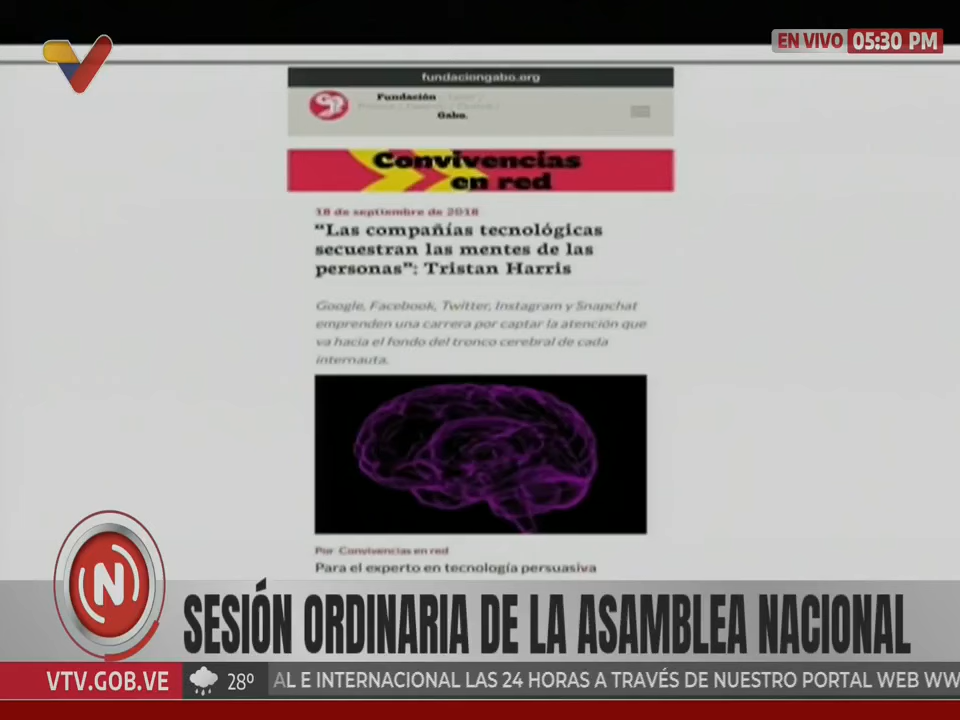 EN VIVO 05:30 PM
fundaciongabo.org
Fundación
Gabo.
Convivencias
en red
18 de septiembre de 2018
“Las compañías tecnológicas
secuestran las mentes de las
personas”: Tristan Harris
Google, Facebook, Twitter, Instagram y Snapchat
emprenden una carrera por captar la atención que
va hacia el fondo del tronco cerebral de cada
internauta.
Por Convivencias en red
Para el experto en tecnología persuasiva
N
SESIÓN ORDINARIA DE LA ASAMBLEA NACIONAL
VTV.GOB.VE 28º AL E INTERNACIONAL LAS 24 HORAS A TRAVÉS DE NUESTRO PORTAL WEB WW